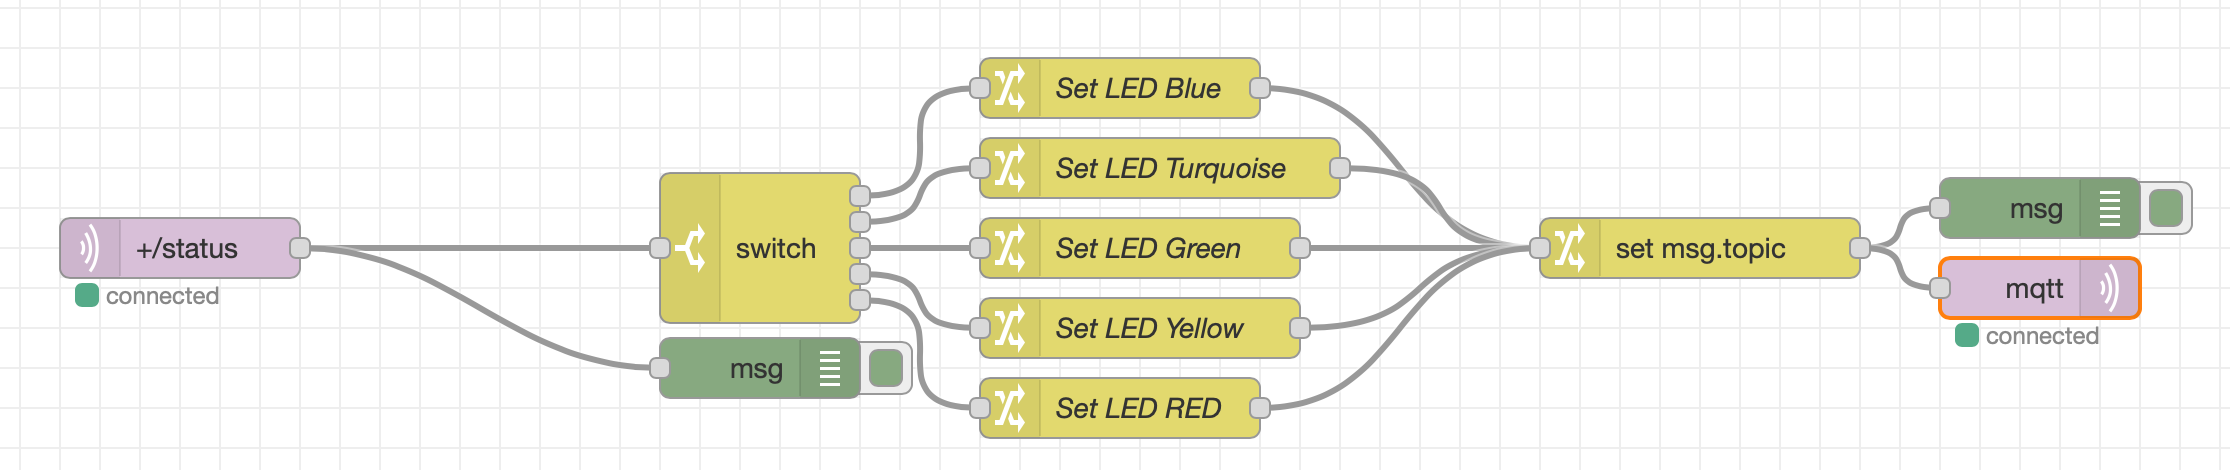 +/status
connected
switch
msg
Set LED Blue
Set LED Turquoise
Set LED Green
Set LED Yellow
Set LED RED
set msg.topic
msg
mqtt
connected